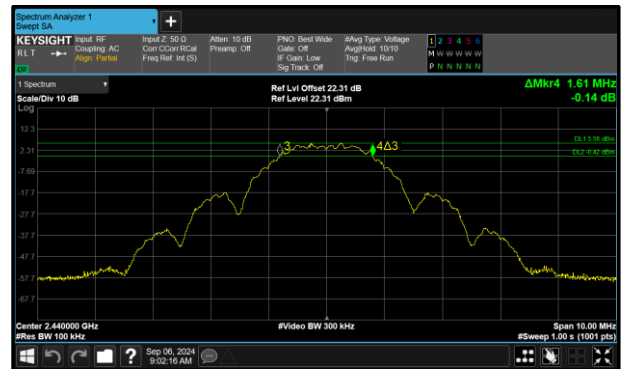 Spectrum Analyzer 1
Swept SA
+
KEYSIGHT Input: RF Input Z: 50 Ω Atten: 10 dB PNO: Best Wide #Avg Type: Voltage 1 2 3 4 5 6
RLT Coupling: AC Corr CCorr RCal Preamp: Off Gate: Off Avg|Hold: 10/10 M W W W W W
Align: Partial Freq Ref: Int (S) IF Gain: Low Trig: Free Run
LXI Sig Track: Off P N N N N N
1 Spectrum
Scale/Div 10 dB
Ref Lvl Offset 22.31 dB
Ref Level 22.31 dBm
ΔMkr4 1.61 MHz
-0.14 dB
Log
12.3
DL1 5.58 dBm
3 4Δ3
2.31
DL2 -0.42 dBm
-7.69
-17.7
-27.7
-37.7
-47.7
-57.7
-67.7
Center 2.440000 GHz #Video BW 300 kHz Span 10.00 MHz
#Res BW 100 kHz #Sweep 1.00 s (1001 pts)
? Sep 06, 2024
9:02:16 AM